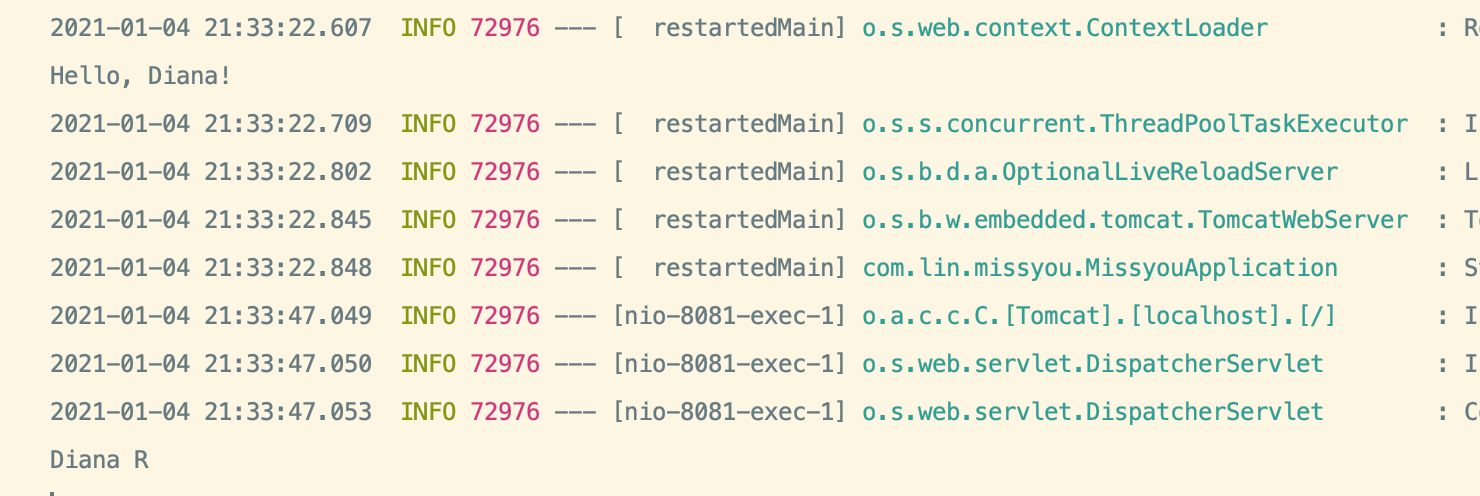 2021-01-04 21:33:22.607  INFO 72976 --- [  restartedMain] o.s.web.context.ContextLoader            :
Hello, Diana!
2021-01-04 21:33:22.709  INFO 72976 --- [  restartedMain] o.s.s.concurrent.ThreadPoolTaskExecutor  : I
2021-01-04 21:33:22.802  INFO 72976 --- [  restartedMain] o.s.b.d.a.OptionalLiveReloadServer       : L
2021-01-04 21:33:22.845  INFO 72976 --- [  restartedMain] o.s.b.w.embedded.tomcat.TomcatWebServer  : T
2021-01-04 21:33:22.848  INFO 72976 --- [  restartedMain] com.lin.missyou.MissyouApplication       : S
2021-01-04 21:33:47.049  INFO 72976 --- [nio-8081-exec-1] o.a.c.c.C.[Tomcat].[localhost].[/]       : I
2021-01-04 21:33:47.050  INFO 72976 --- [nio-8081-exec-1] o.s.web.servlet.DispatcherServlet        : I
2021-01-04 21:33:47.053  INFO 72976 --- [nio-8081-exec-1] o.s.web.servlet.DispatcherServlet        : C
Diana R